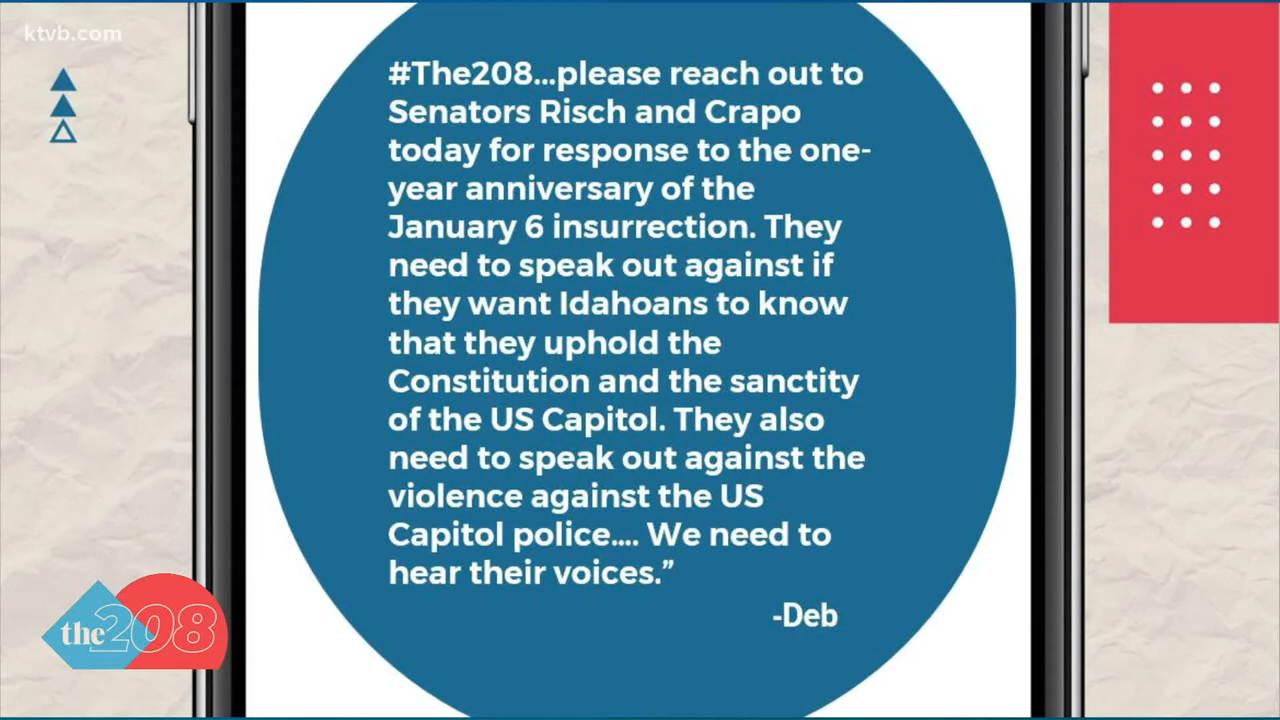 ktvb.com
#The208...please reach out to
Senators Risch and Crapo
today for response to the one-
year anniversary of the
January 6 insurrection. They
need to speak out against if
they want Idahoans to know
that they uphold the
Constitution and the sanctity
of the US Capitol. They also
need to speak out against the
violence against the US
Capitol police.... We need to
hear their voices.”
-Deb
the208